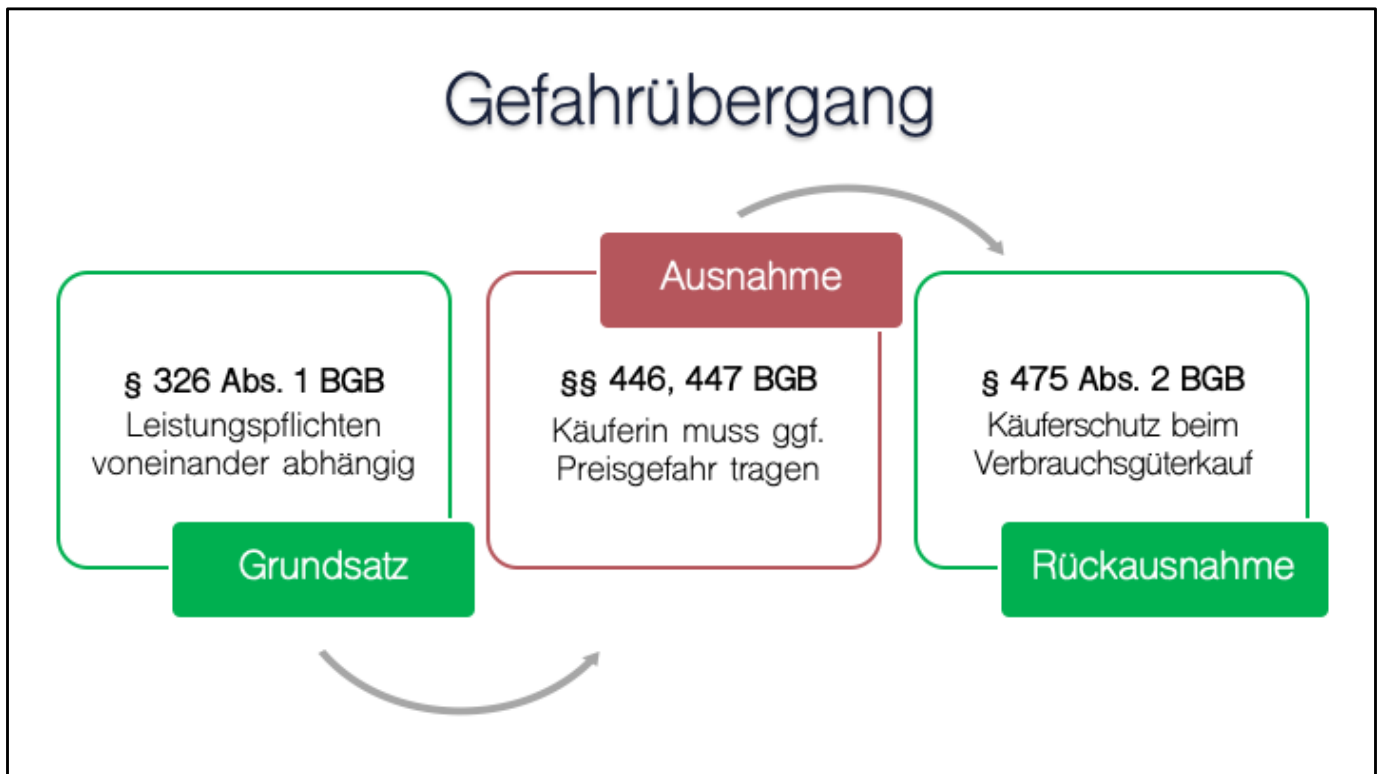 Gefahrübergang
§ 326 Abs. 1 BGB
Leistungspflichten
voneinander abhängig
Grundsatz
Ausnahme
§§ 446, 447 BGB
Käuferin muss ggf.
Preisgefahr tragen
§ 475 Abs. 2 BGB
Käuferschutz beim
Verbrauchsgüterkauf
Rückausnahme